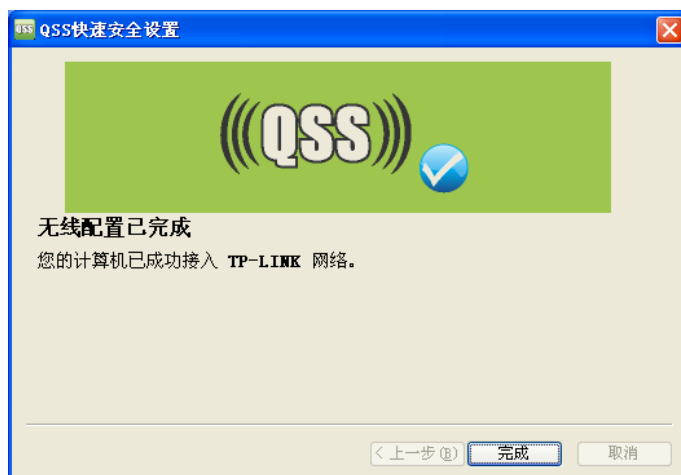 QSS QSS快速安全设置
(((QSS)))
无线配置已完成
您的计算机已成功接入 TP-LINK 网络。
< 上一步(B) 完成 取消